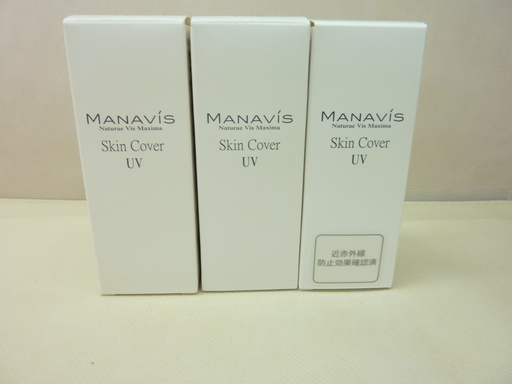 MANAVÍS
Naturae Vis Maxima
Skin Cover
UV
MANAVÍS
Naturae Vis Maxima
Skin Cover
UV
MANAVÍS
Naturae Vis Maxima
Skin Cover
UV
近赤外線
防止効果確認済